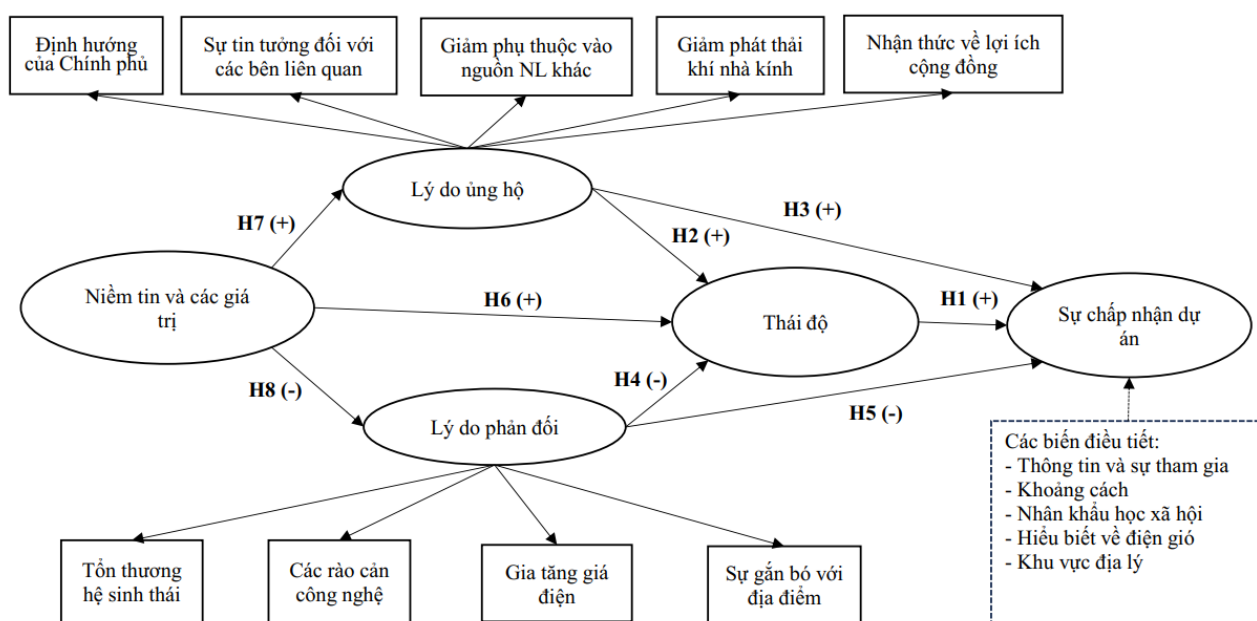 Định hướng
của Chính phủ
Sự tin tưởng đối với
các bên liên quan
Giảm phụ thuộc vào
nguồn NL khác
Giảm phát thải
khí nhà kính
Nhận thức về lợi ích
cộng đồng
Lý do ủng hộ
H7 (+)
H3 (+)
H2 (+)
Niềm tin và các giá
trị
H6 (+)
Thái độ
H1 (+)
Sự chấp nhận dự
án
H8 (-)
H4 (-)
H5 (-)
Lý do phản đối
Các biến điều tiết:
- Thông tin và sự tham gia
- Khoảng cách
- Nhân khẩu học xã hội
- Hiểu biết về điện gió
- Khu vực địa lý
Tổn thương
hệ sinh thái
Các rào cản
công nghệ
Gia tăng giá
điện
Sự gắn bó với
địa điểm